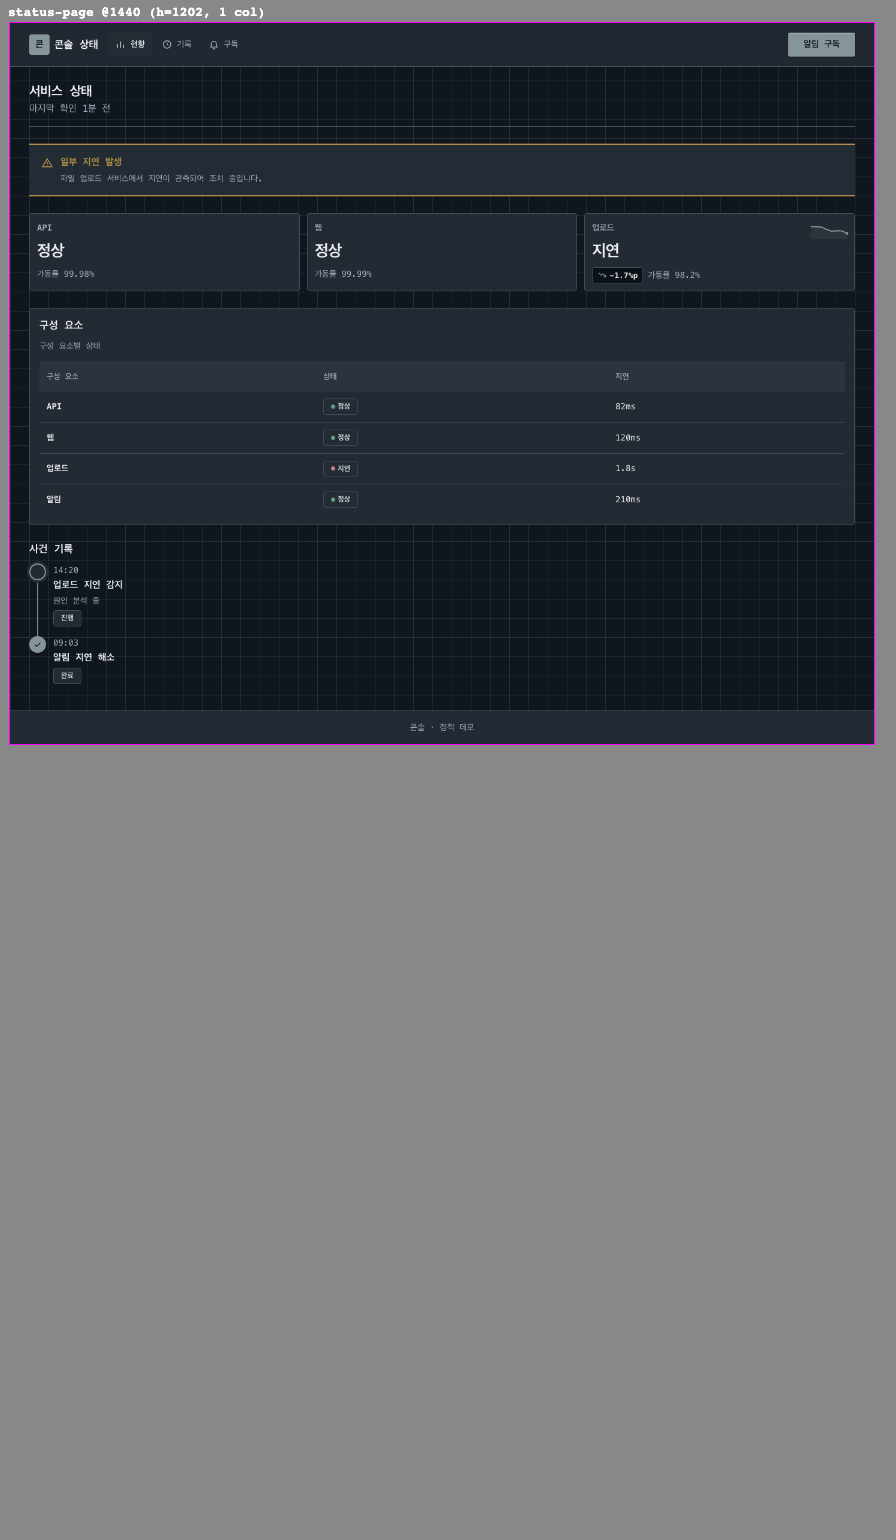 status-page @1440 (h=1202, 1 col)
콘 콘솔 상태 현황 기록 구독 알림 구독
서비스 상태
마지막 확인 1분 전
일부 지연 발생
파일 업로드 서비스에서 지연이 관측되어 조치 중입니다.
API
정상
가동률 99.98%
웹
정상
가동률 99.99%
업로드
지연
-1.7%p 가동률 98.2%
구성 요소
구성 요소별 상태
구성 요소 상태 지연
API 정상 82ms
웹 정상 120ms
업로드 지연 1.8s
알림 정상 210ms
사건 기록
14:20
업로드 지연 감지
원인 분석 중
진행
09:03
알림 지연 해소
완료
콘솔 · 정적 데모